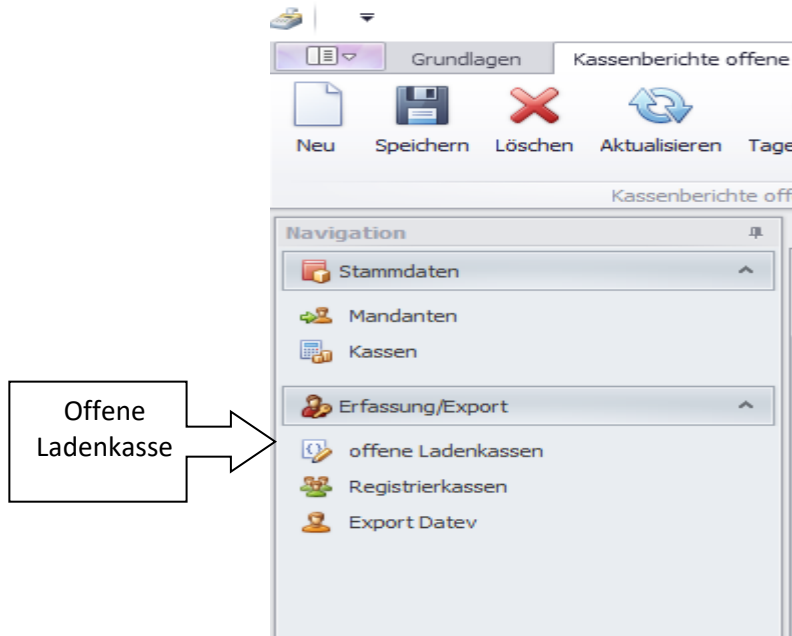 Grundlagen Kassenberichte offene
Neu Speichern Löschen Aktualisieren Tage
Kassenberichte off
Navigation
Stammdaten
Mandanten
Kassen
Erfassung/Export
Offene
Ladenkasse
offene Ladenkassen
Registrierkassen
Export Datev